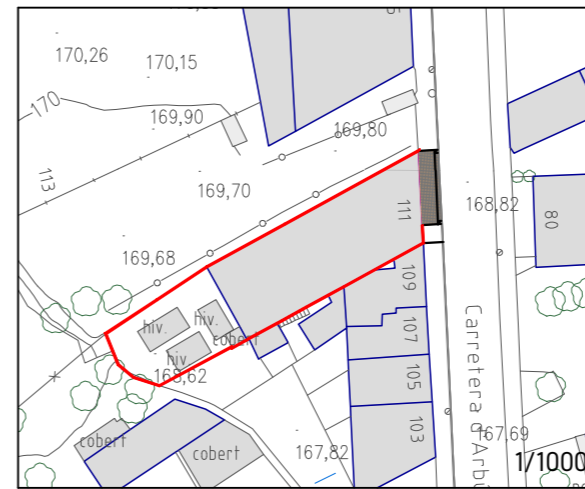 170,26
170,15
170
169,90
169,80
113
169,70
111
168,82
80
169,68
109
hiv.
hiv.
cobert
hiv.
107
168,62
105
103
Carretera d'Arbú
cobert
cobert
167,82
167,69
1/1000